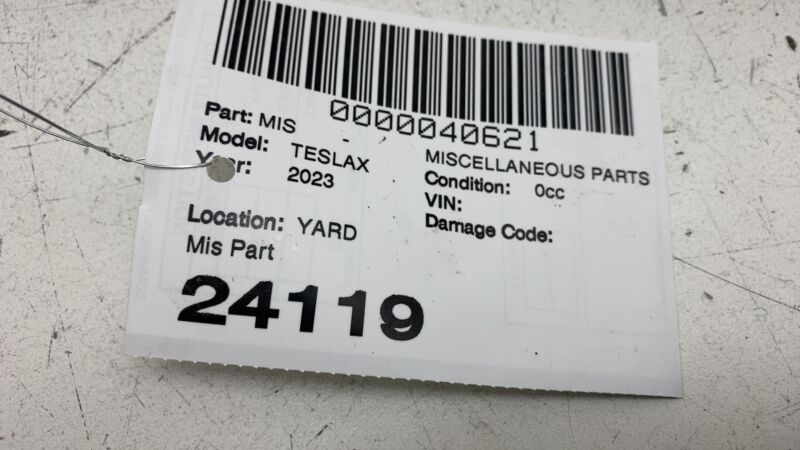 0000040621
Part: MIS -
MISCELLANEOUS PARTS
Model: TESLAX
Condition: 0cc
Year: 2023
VIN:
Damage Code:
Location: YARD
Mis Part
24119